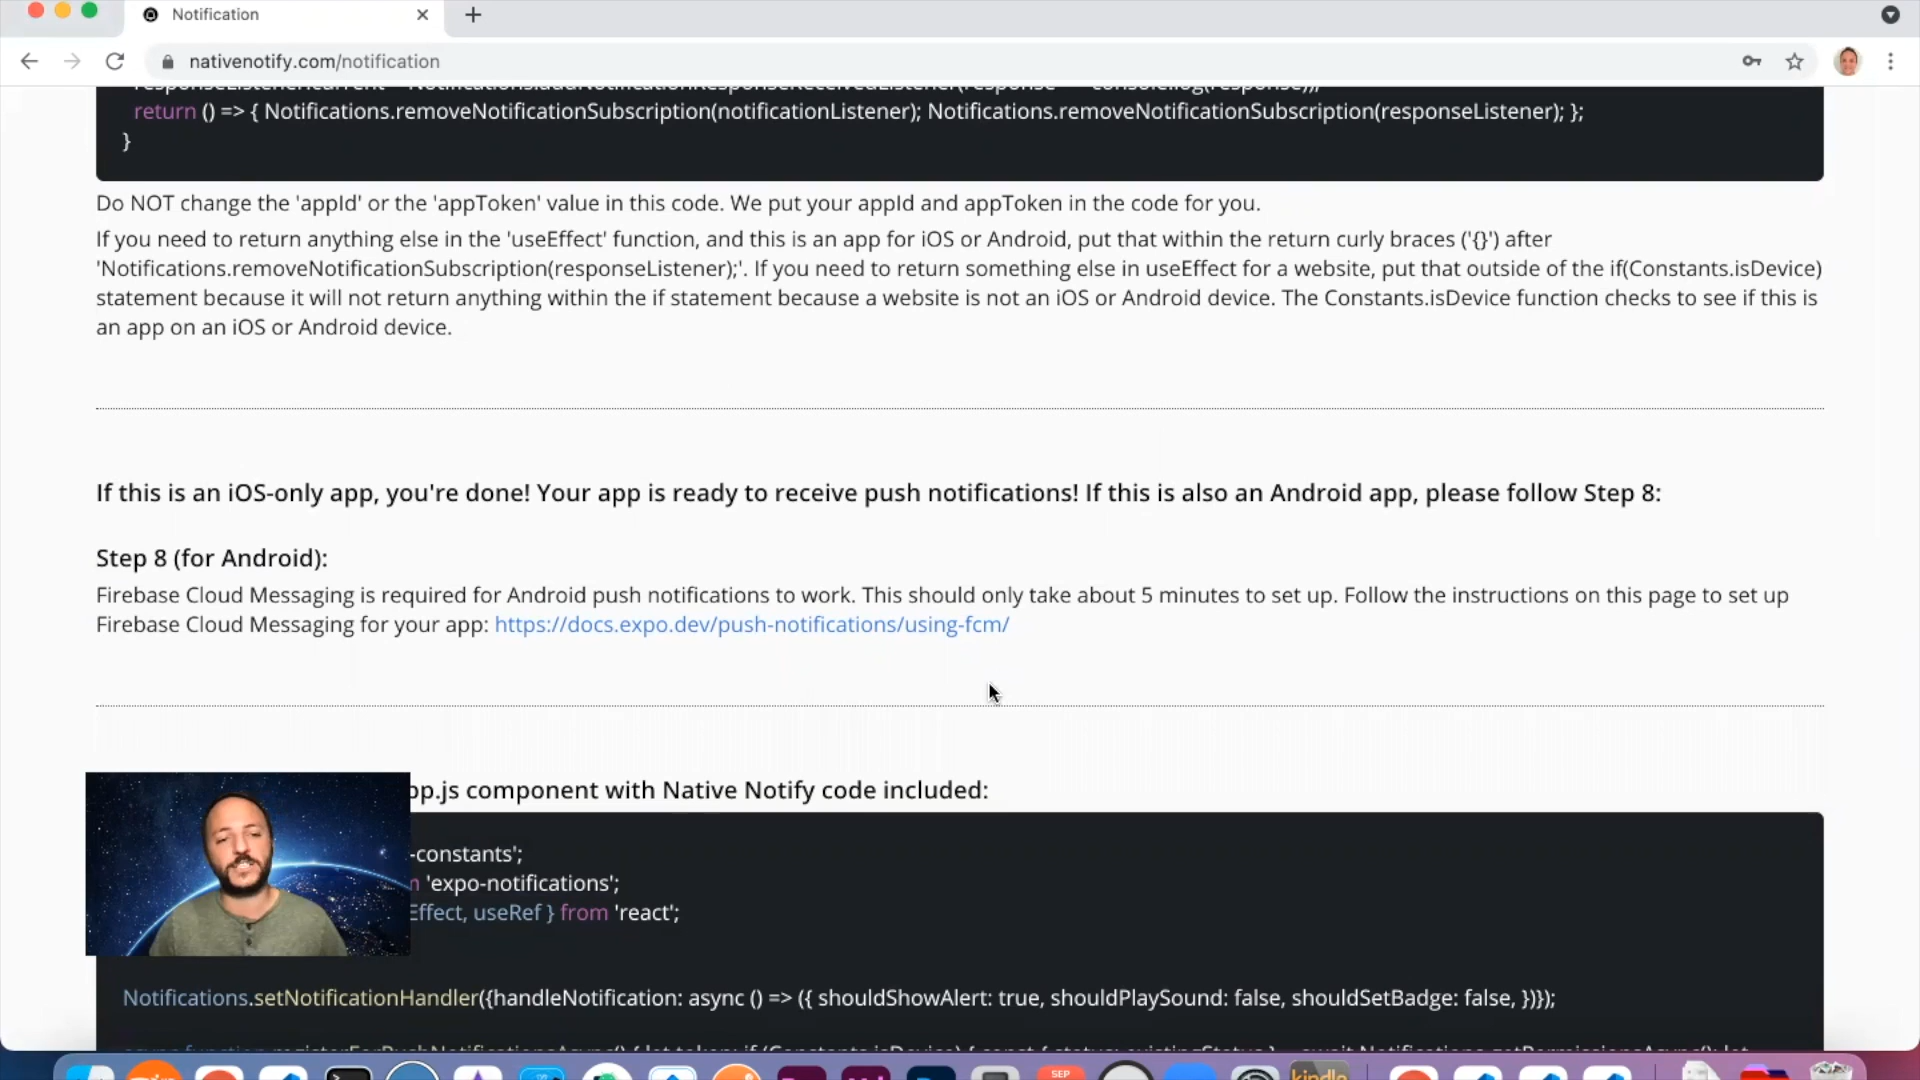 Notification
nativenotify.com/notification
return () => { Notifications.removeNotificationSubscription(notificationListener); Notifications.removeNotificationSubscription(responseListener); };
}
Do NOT change the 'appId' or the 'appToken' value in this code. We put your appId and appToken in the code for you.
If you need to return anything else in the 'useEffect' function, and this is an app for iOS or Android, put that within the return curly braces ('{}') after
'Notifications.removeNotificationSubscription(responseListener);'. If you need to return something else in useEffect for a website, put that outside of the if(Constants.isDevice)
statement because it will not return anything within the if statement because a website is not an iOS or Android device. The Constants.isDevice function checks to see if this is
an app on an iOS or Android device.
If this is an iOS-only app, you're done! Your app is ready to receive push notifications! If this is also an Android app, please follow Step 8:
Step 8 (for Android):
Firebase Cloud Messaging is required for Android push notifications to work. This should only take about 5 minutes to set up. Follow the instructions on this page to set up
Firebase Cloud Messaging for your app: https://docs.expo.dev/push-notifications/using-fcm/
pp.js component with Native Notify code included:
-constants';
'expo-notifications';
Effect, useRef } from 'react';
Notifications.setNotificationHandler({handleNotification: async () => ({ shouldShowAlert: true, shouldPlaySound: false, shouldSetBadge: false, })});
SEP
kindle